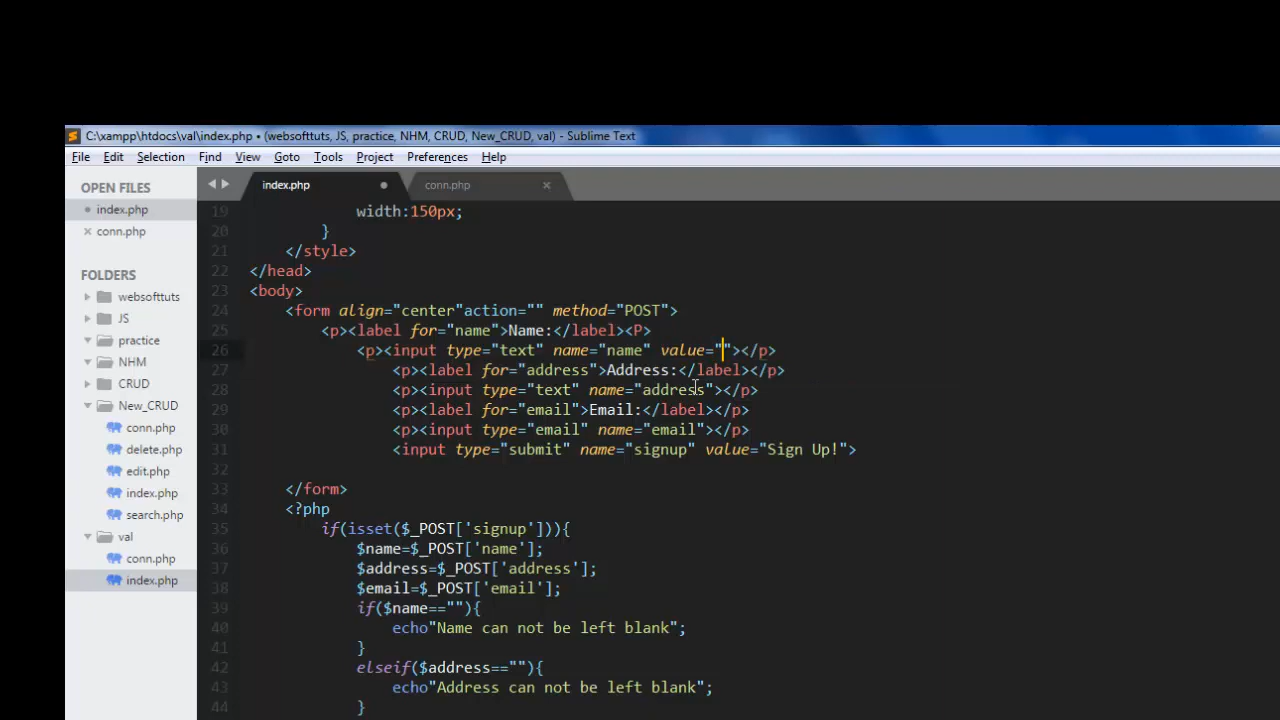 C:\xampp\htdocs\val\index.php • (websofttuts, JS, practice, NHM, CRUD, New_CRUD, val) - Sublime Text
File Edit Selection Find View Goto Tools Project Preferences Help
OPEN FILES
index.php
conn.php
FOLDERS
websofttuts
JS
practice
NHM
CRUD
New_CRUD
conn.php
delete.php
edit.php
index.php
search.php
val
conn.php
index.php
index.php conn.php
19 width:150px;
20 }
21 </style>
22 </head>
23 <body>
24 <form align="center"action="" method="POST">
25 <p><label for="name">Name:</label><P>
26 <p><input type="text" name="name" value=""></p>
27 <p><label for="address">Address:</label></p>
28 <p><input type="text" name="address"></p>
29 <p><label for="email">Email:</label></p>
30 <p><input type="email" name="email"></p>
31 <input type="submit" name="signup" value="Sign Up!">
32
33 </form>
34 <?php
35 if(isset($_POST['signup'])){
36 $name=$_POST['name'];
37 $address=$_POST['address'];
38 $email=$_POST['email'];
39 if($name==""){
40 echo"Name can not be left blank";
41 }
42 elseif($address==""){
43 echo"Address can not be left blank";
44 }